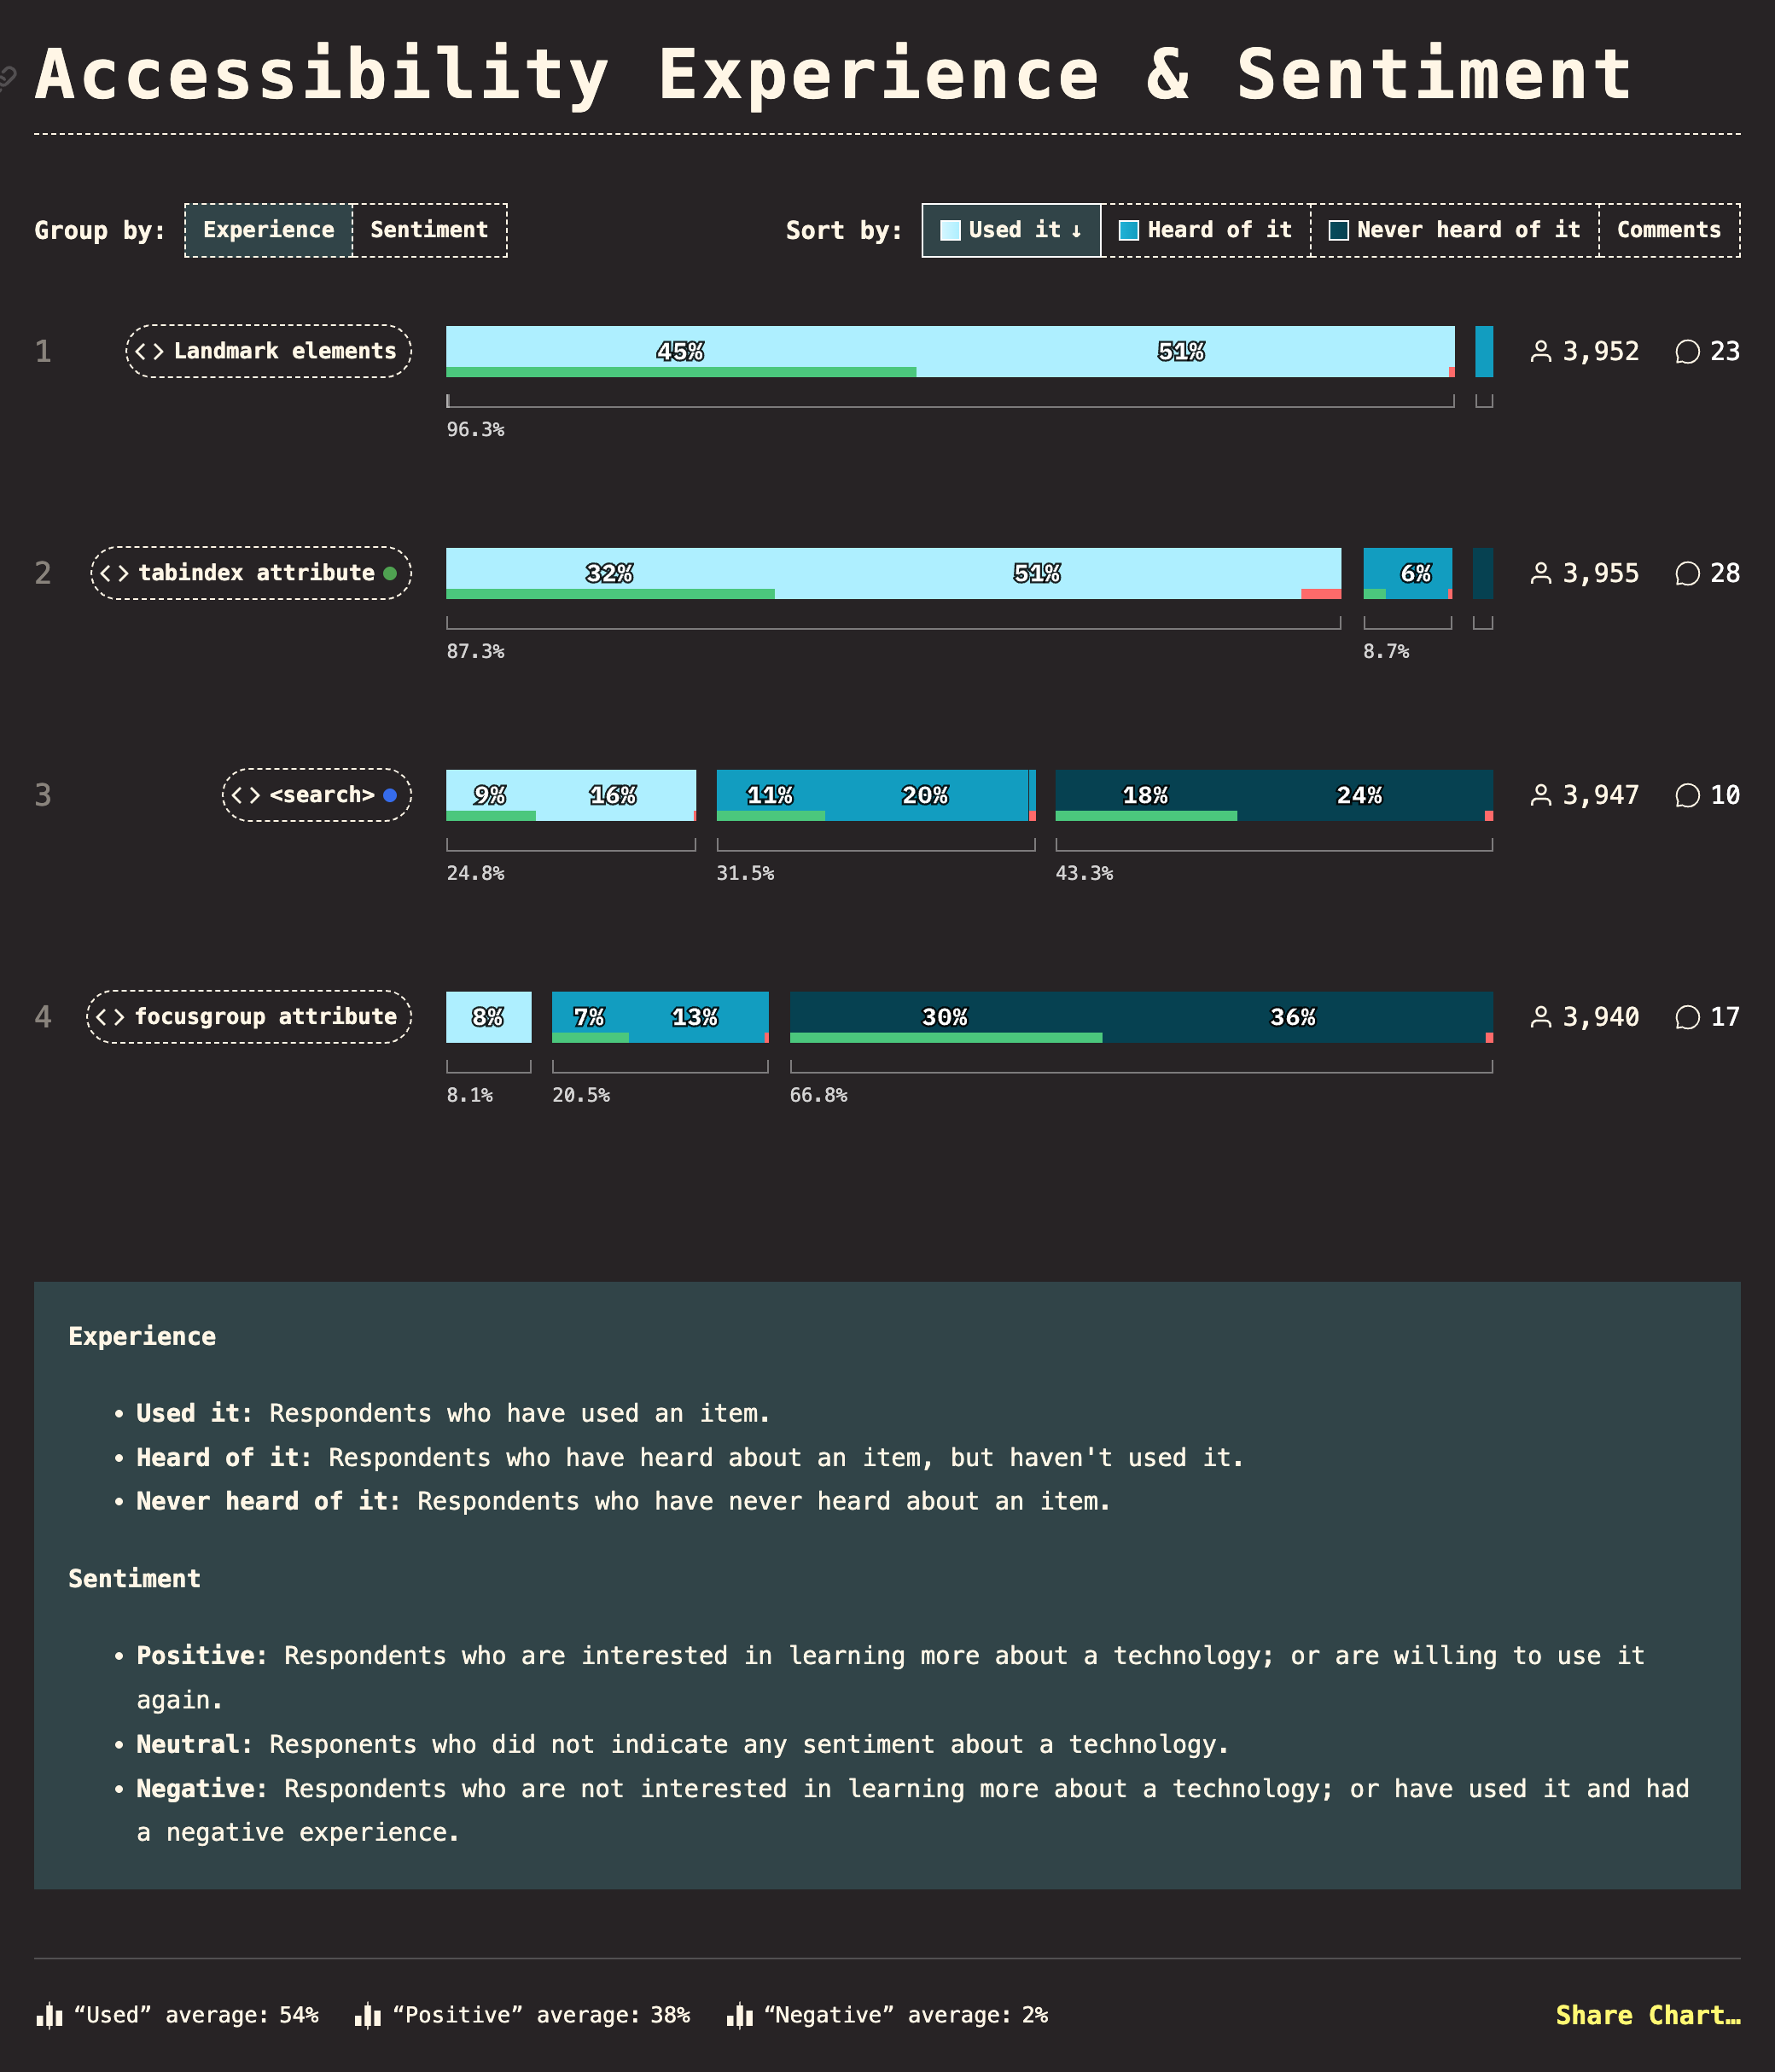 Accessibility Experience & Sentiment
Group by: Experience Sentiment Sort by: Used it ↓ Heard of it Never heard of it Comments
1 <> Landmark elements 45% 51% 3,952 23
96.3%
2 <> tabindex attribute 32% 51% 6% 3,955 28
87.3% 8.7%
3 <> <search> 9% 16% 11% 20% 18% 24% 3,947 10
24.8% 31.5% 43.3%
4 <> focusgroup attribute 8% 7% 13% 30% 36% 3,940 17
8.1% 20.5% 66.8%
Experience
• Used it: Respondents who have used an item.
• Heard of it: Respondents who have heard about an item, but haven't used it.
• Never heard of it: Respondents who have never heard about an item.
Sentiment
• Positive: Respondents who are interested in learning more about a technology; or are willing to use it
again.
• Neutral: Responents who did not indicate any sentiment about a technology.
• Negative: Respondents who are not interested in learning more about a technology; or have used it and had
a negative experience.
“Used” average: 54% “Positive” average: 38% “Negative” average: 2% Share Chart…